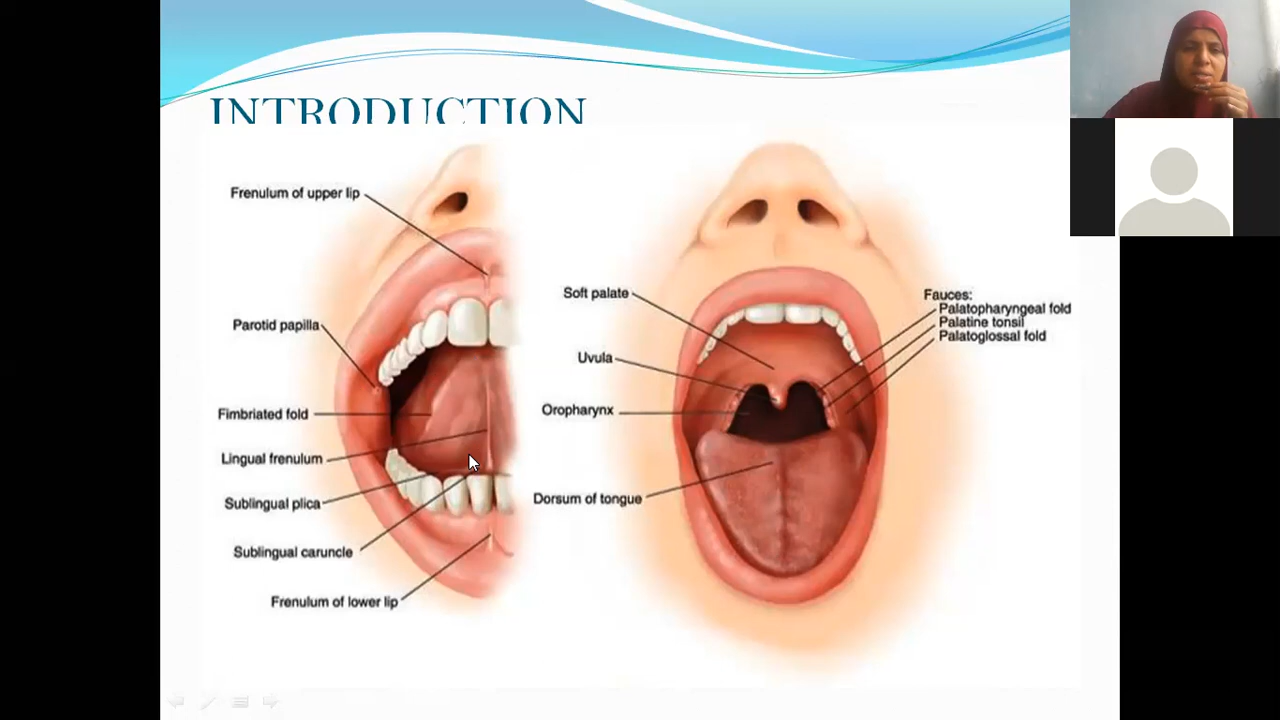 INTRODUCTION
Frenulum of upper lip
Parotid papilla
Fimbriated fold
Lingual frenulum
Sublingual plica
Sublingual caruncle
Frenulum of lower lip
Soft palate
Uvula
Oropharynx
Dorsum of tongue
Fauces:
Palatopharyngeal fold
Palatine tonsil
Palatoglossal fold